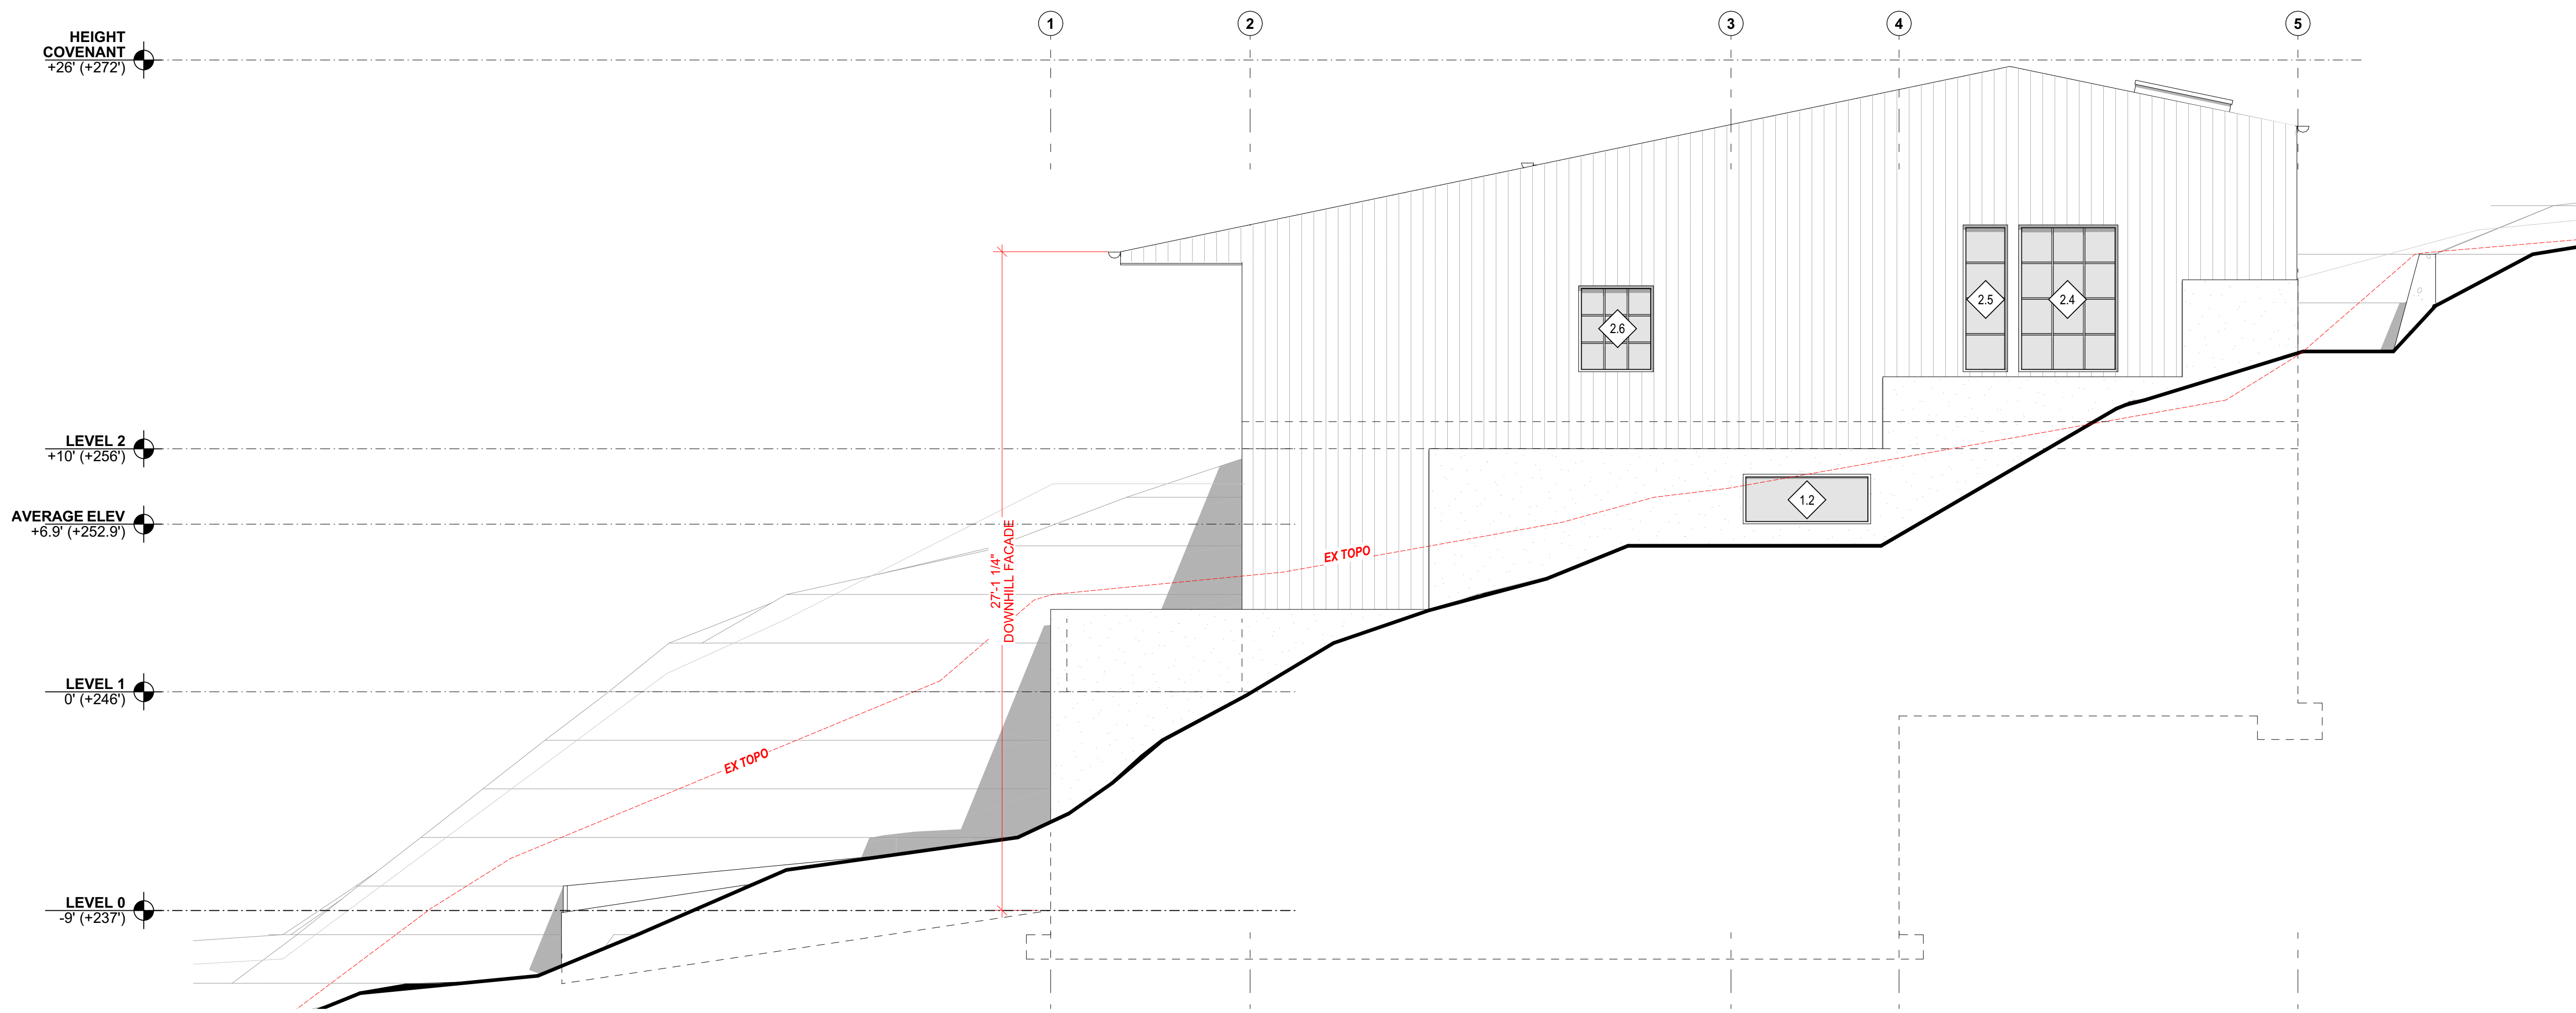 1
2
3
4
5
HEIGHT
COVENANT
+26' (+272')
2.5
2.4
2.6
LEVEL 2
+10' (+256')
1.2
AVERAGE ELEV
+6.9' (+252.9')
EX TOPO
27'-1 1/4"
DOWNHILL FACADE
LEVEL 1
0' (+246')
EX TOPO
LEVEL 0
-9' (+237')